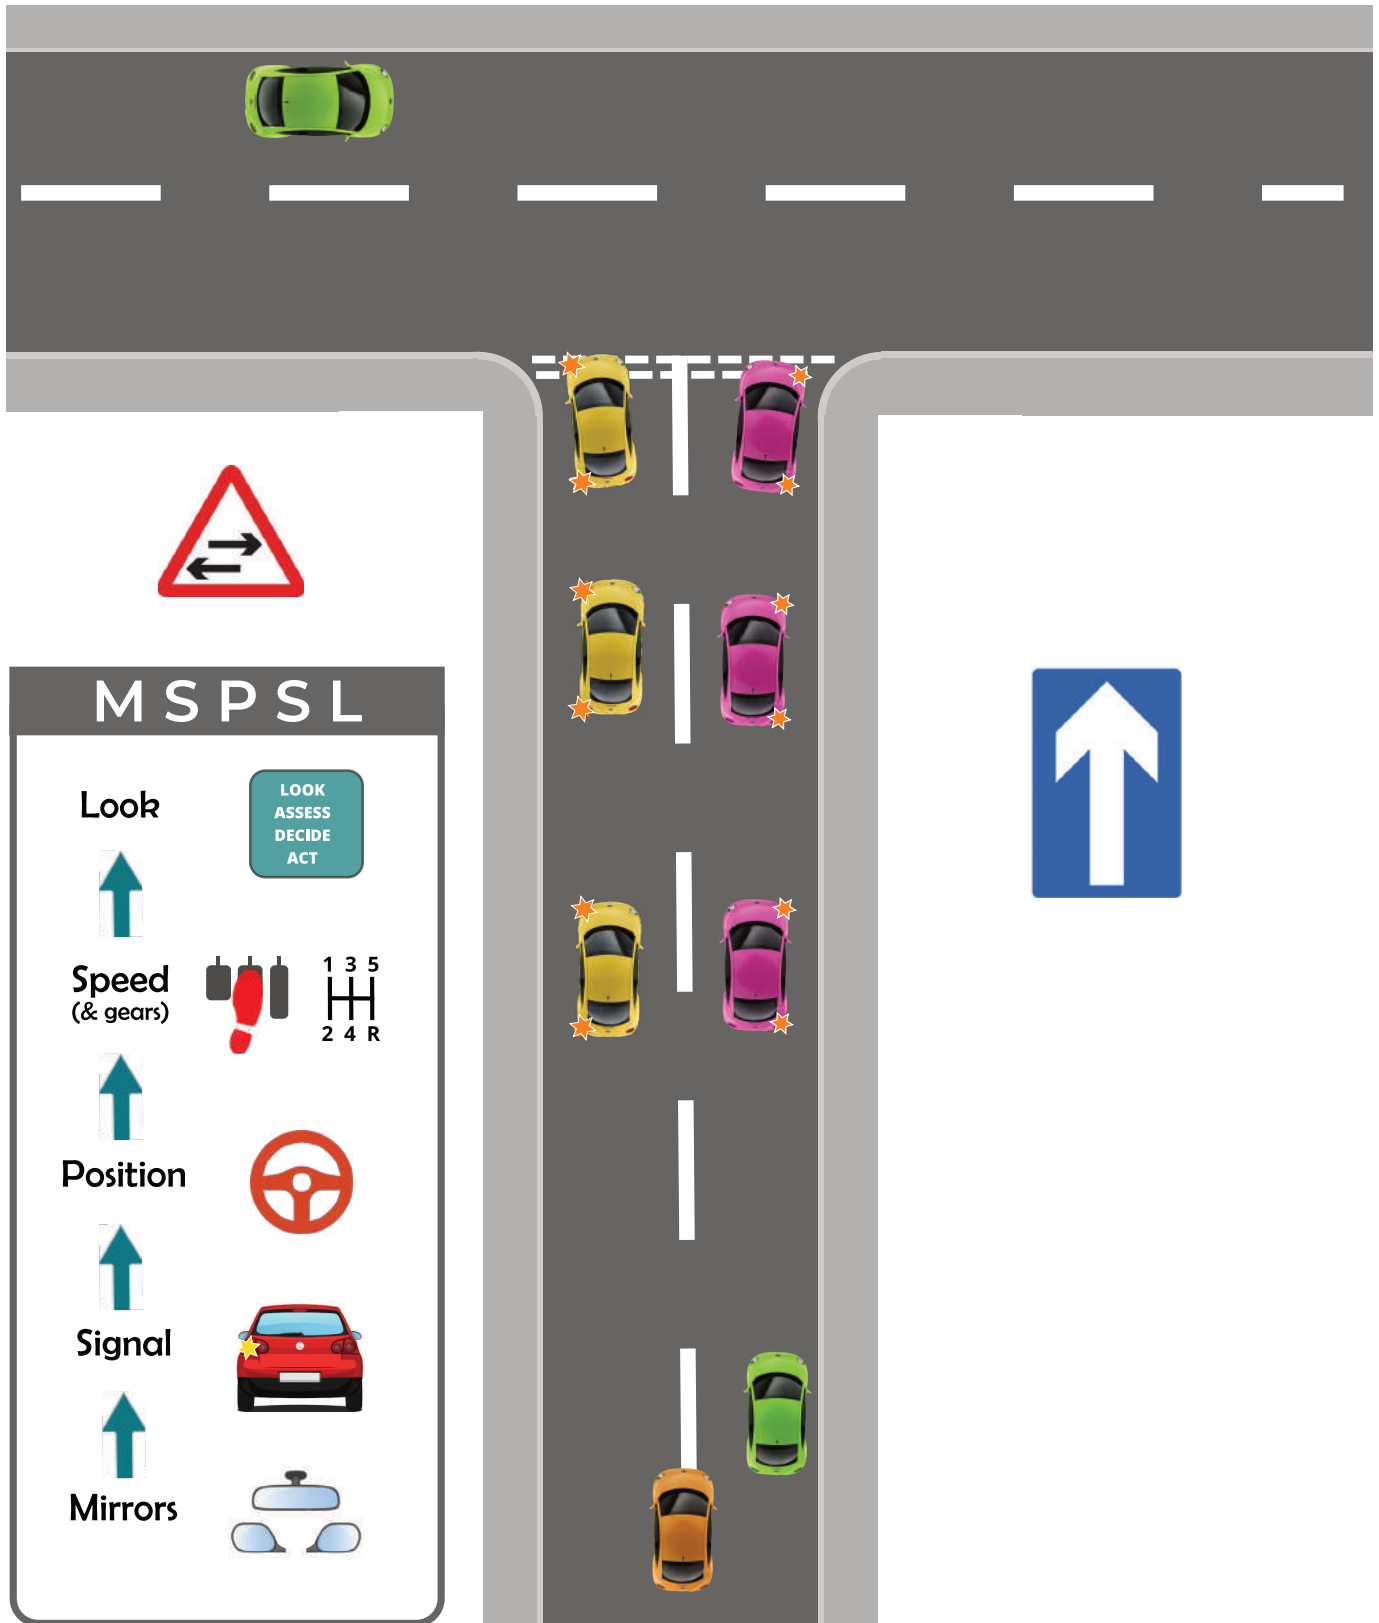 M S P S L
Look
LOOK
ASSESS
DECIDE
ACT
Speed
(& gears)
1 3 5
2 4 R
Position
Signal
Mirrors